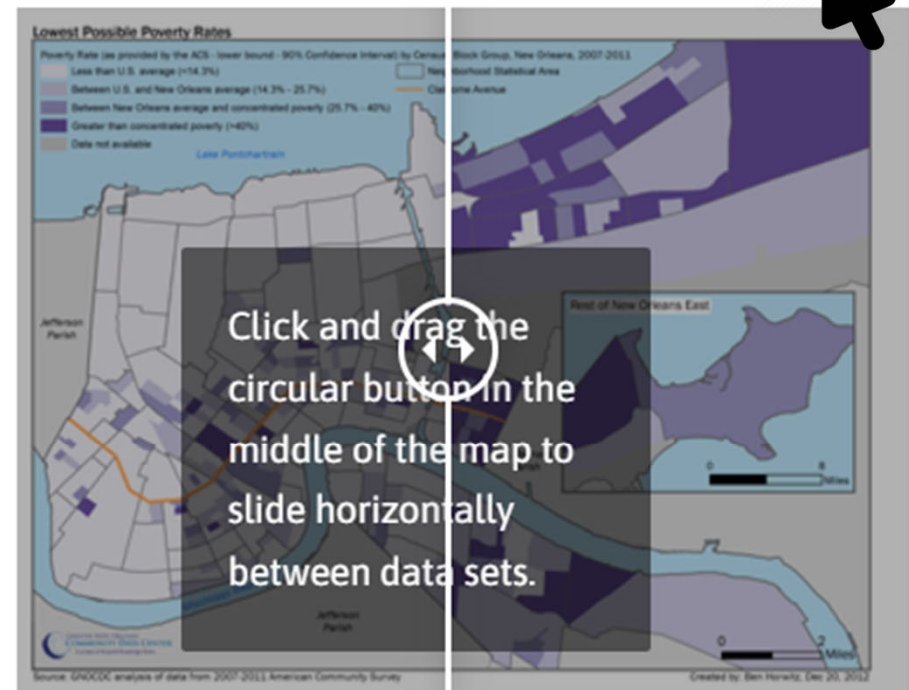 Lowest Possible Poverty Rates
Poverty Rate (as provided by the ACS - lower bound - 90% Confidence Interval) by Census Block Group, New Orleans, 2007-2011
Less than U.S. average (<14.3%)
Neighborhood Statistical Area
Between U.S. and New Orleans average (14.3% - 25.7%)
Claiborne Avenue
Between New Orleans average and concentrated poverty (25.7% - 40%)
Greater than concentrated poverty (>40%)
Data not available
Lake Pontchartrain
Jefferson
Parish
Rest of New Orleans East
Click and drag the
circular button in the
middle of the map to
slide horizontally
between data sets.
0 8
Miles
Mississippi
Jefferson
Parish
COMMUNITY DATA CENTER
0 2
Miles
Source: GNOCDC analysis of data from 2007-2011 American Community Survey
Created by: Ben Horwitz, Dec 20, 2012